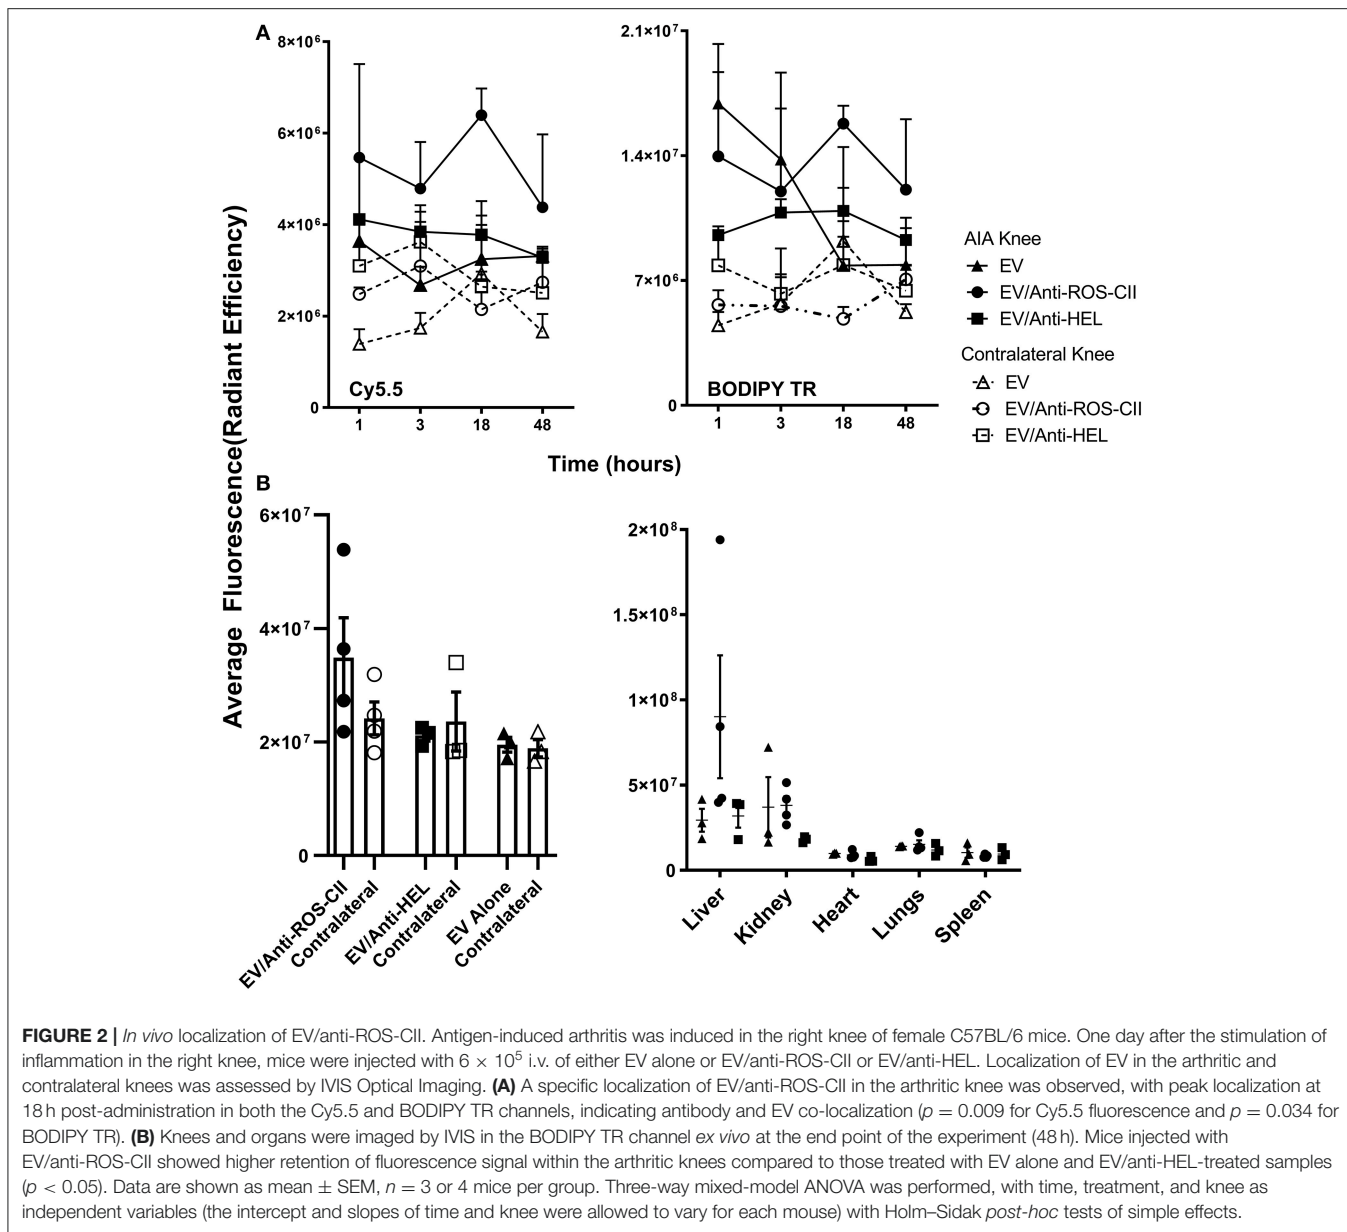 A
8×10⁶
6×10⁶
4×10⁶
2×10⁶
0
Cy5.5
1 3 18 48
2.1×10⁷
1.4×10⁷
7×10⁶
0
BODIPY TR
1 3 18 48
AIA Knee
EV
EV/Anti-ROS-CII
EV/Anti-HEL
Contralateral Knee
EV
EV/Anti-ROS-CII
EV/Anti-HEL
Time (hours)
Average Fluorescence(Radiant Efficiency)
B
6×10⁷
4×10⁷
2×10⁷
0
EV/Anti-ROS-CII
Contralateral
EV/Anti-HEL
Contralateral
EV Alone
Contralateral
2×10⁸
1.5×10⁸
1×10⁸
5×10⁷
0
Liver
Kidney
Heart
Lungs
Spleen
FIGURE 2 | In vivo localization of EV/anti-ROS-CII. Antigen-induced arthritis was induced in the right knee of female C57BL/6 mice. One day after the stimulation of
inflammation in the right knee, mice were injected with 6 × 10⁵ i.v. of either EV alone or EV/anti-ROS-CII or EV/anti-HEL. Localization of EV in the arthritic and
contralateral knees was assessed by IVIS Optical Imaging. (A) A specific localization of EV/anti-ROS-CII in the arthritic knee was observed, with peak localization at
18 h post-administration in both the Cy5.5 and BODIPY TR channels, indicating antibody and EV co-localization (p = 0.009 for Cy5.5 fluorescence and p = 0.034 for
BODIPY TR). (B) Knees and organs were imaged by IVIS in the BODIPY TR channel ex vivo at the end point of the experiment (48 h). Mice injected with
EV/anti-ROS-CII showed higher retention of fluorescence signal within the arthritic knees compared to those treated with EV alone and EV/anti-HEL-treated samples
(p < 0.05). Data are shown as mean ± SEM, n = 3 or 4 mice per group. Three-way mixed-model ANOVA was performed, with time, treatment, and knee as
independent variables (the intercept and slopes of time and knee were allowed to vary for each mouse) with Holm–Sidak post-hoc tests of simple effects.